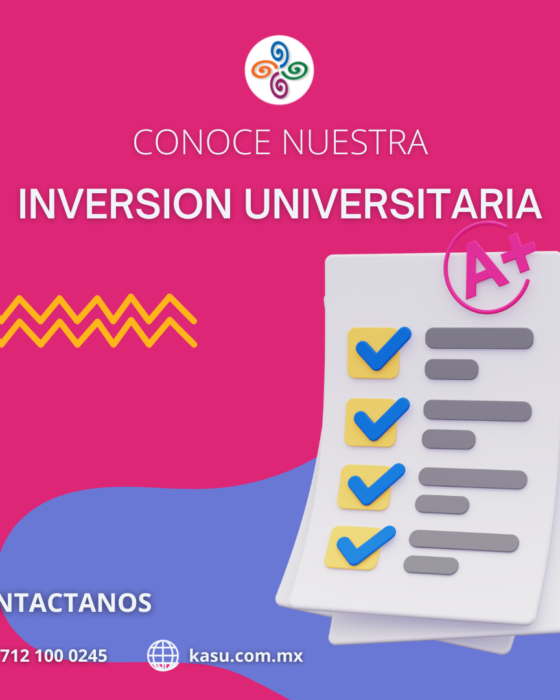 CONOCE NUESTRA
INVERSION UNIVERSITARIA
A+
NTACTANOS
712 100 0245
kasu.com.mx